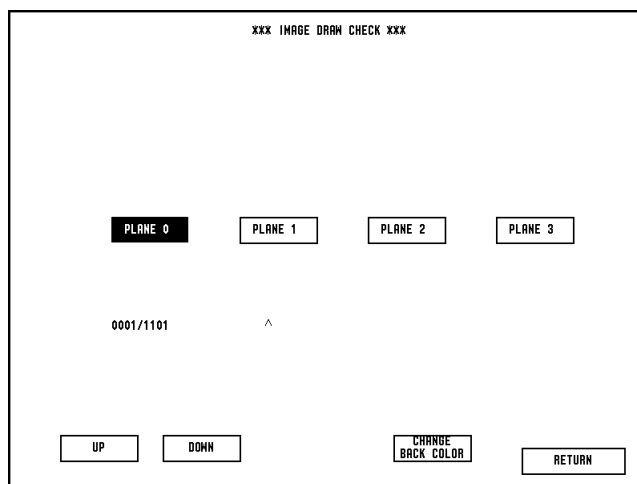 *** IMAGE DRAW CHECK ***
PLANE 0
PLANE 1
PLANE 2
PLANE 3
0001/1101 ^
UP
DOWN
CHANGE
BACK COLOR
RETURN